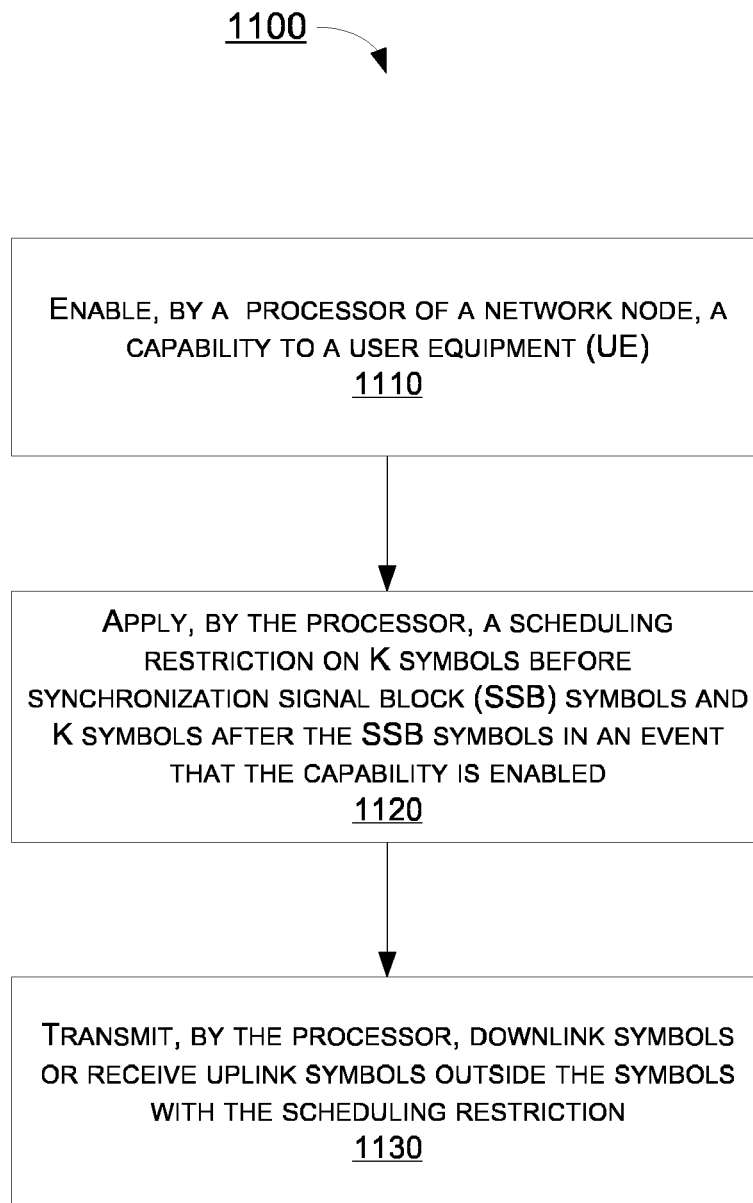 1100
ENABLE, BY A PROCESSOR OF A NETWORK NODE, A
CAPABILITY TO A USER EQUIPMENT (UE)
1110
APPLY, BY THE PROCESSOR, A SCHEDULING
RESTRICTION ON K SYMBOLS BEFORE
SYNCHRONIZATION SIGNAL BLOCK (SSB) SYMBOLS AND
K SYMBOLS AFTER THE SSB SYMBOLS IN AN EVENT
THAT THE CAPABILITY IS ENABLED
1120
TRANSMIT, BY THE PROCESSOR, DOWNLINK SYMBOLS
OR RECEIVE UPLINK SYMBOLS OUTSIDE THE SYMBOLS
WITH THE SCHEDULING RESTRICTION
1130